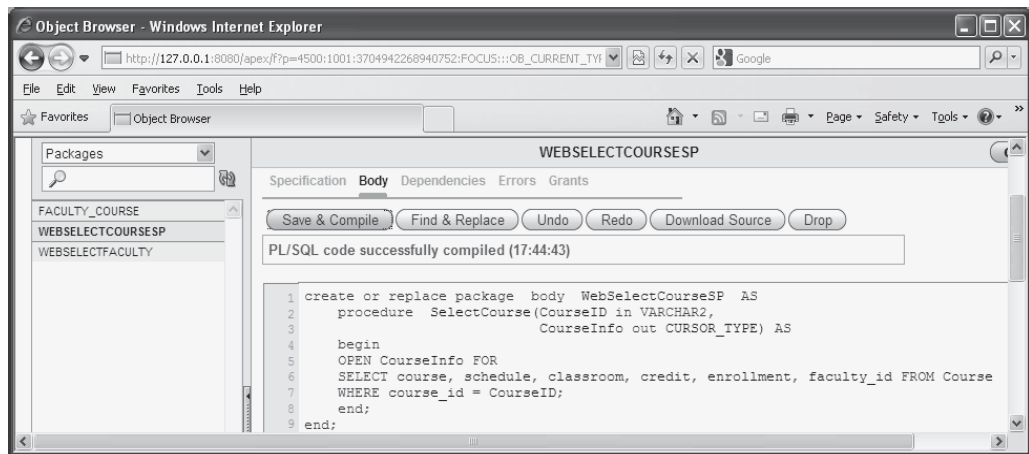 Object Browser - Windows Internet Explorer
http://127.0.0.1:8080/apex/f?p=4500:1001:3704942268940752:FOCUS:::OB_CURRENT_TYF
Google
File Edit View Favorites Tools Help
Favorites Object Browser Page Safety Tools »
Packages
WEBSELECTCOURSESP
Specification Body Dependencies Errors Grants
FACULTY_COURSE
WEBSELECTCOURSESP
WEBSELECTFACULTY
Save & Compile Find & Replace Undo Redo Download Source Drop
PL/SQL code successfully compiled (17:44:43)
1 create or replace package body WebSelectCourseSP AS
2 procedure SelectCourse(CourseID in VARCHAR2,
3 CourseInfo out CURSOR_TYPE) AS
4 begin
5 OPEN CourseInfo FOR
6 SELECT course, schedule, classroom, credit, enrollment, faculty_id FROM Course
7 WHERE course_id = CourseID;
8 end;
9 end;